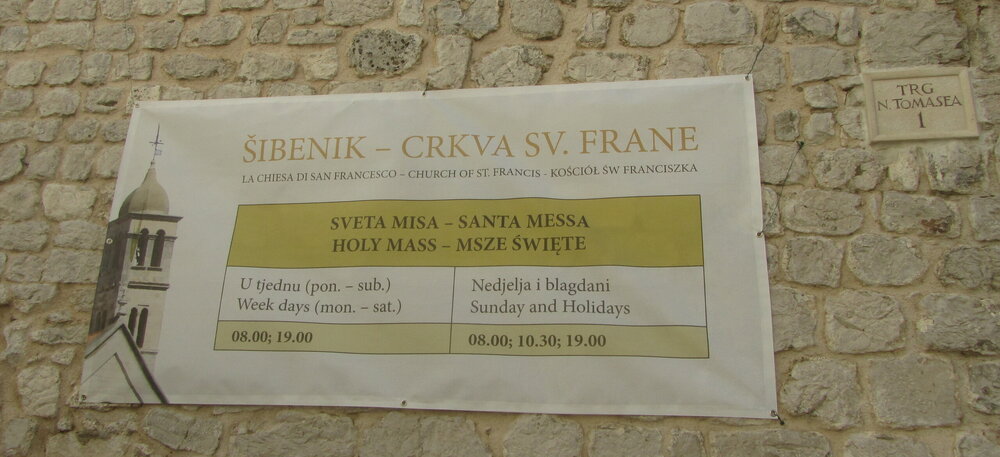 ŠIBENIK – CRKVA SV. FRANE
LA CHIESA DI SAN FRANCESCO – CHURCH OF ST. FRANCIS - KOŚCIÓŁ ŚW FRANCISZKA
SVETA MISA – SANTA MESSA
HOLY MASS – MSZE ŚWIĘTE
U tjednu (pon. – sub.)
Week days (mon. – sat.)
Nedjelja i blagdani
Sunday and Holidays
08.00; 19.00
08.00; 10.30; 19.00
TRG
N. TOMASEA
1